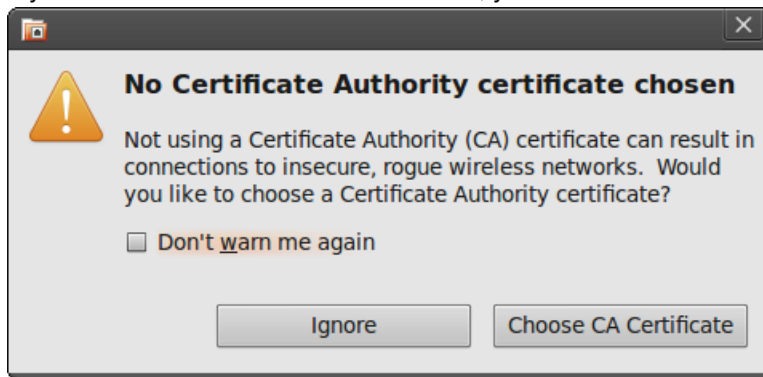 No Certificate Authority certificate chosen
Not using a Certificate Authority (CA) certificate can result in
connections to insecure, rogue wireless networks.  Would
you like to choose a Certificate Authority certificate?
Don't warn me again
Ignore
Choose CA Certificate